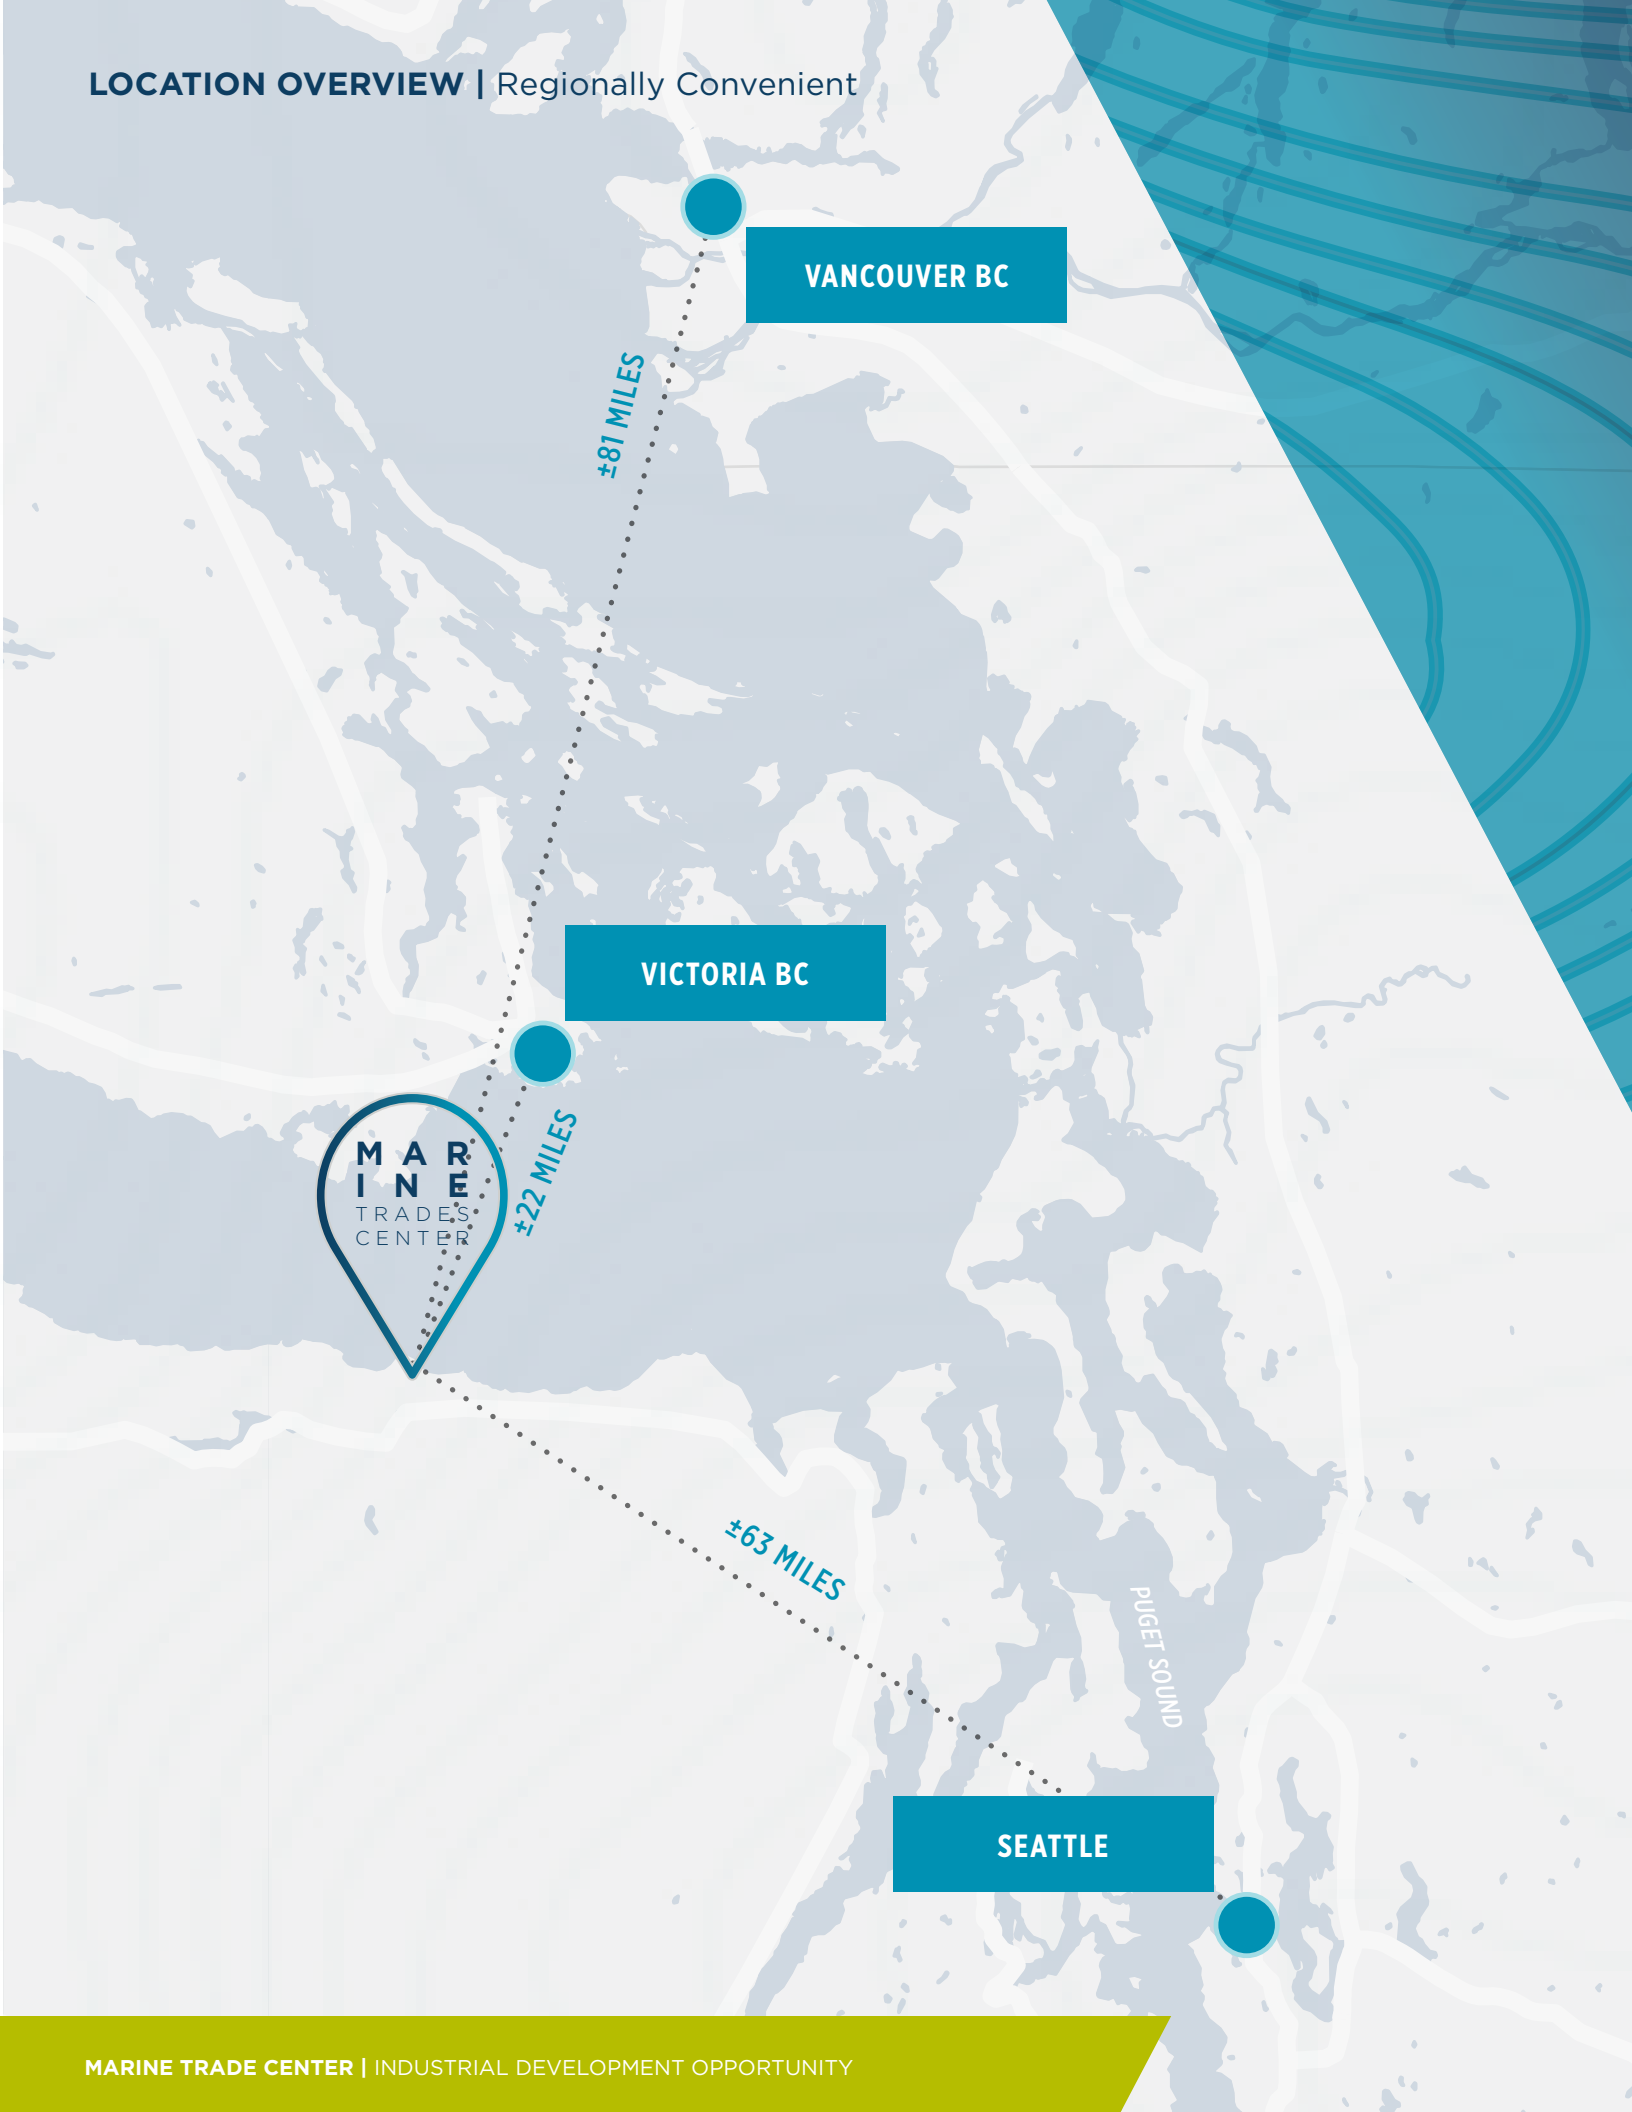 LOCATION OVERVIEW | Regionally Convenient
VANCOUVER BC
±81 MILES
VICTORIA BC
±22 MILES
MAR
INE
TRADES
CENTER
±63 MILES
PUGET SOUND
SEATTLE
MARINE TRADE CENTER | INDUSTRIAL DEVELOPMENT OPPORTUNITY